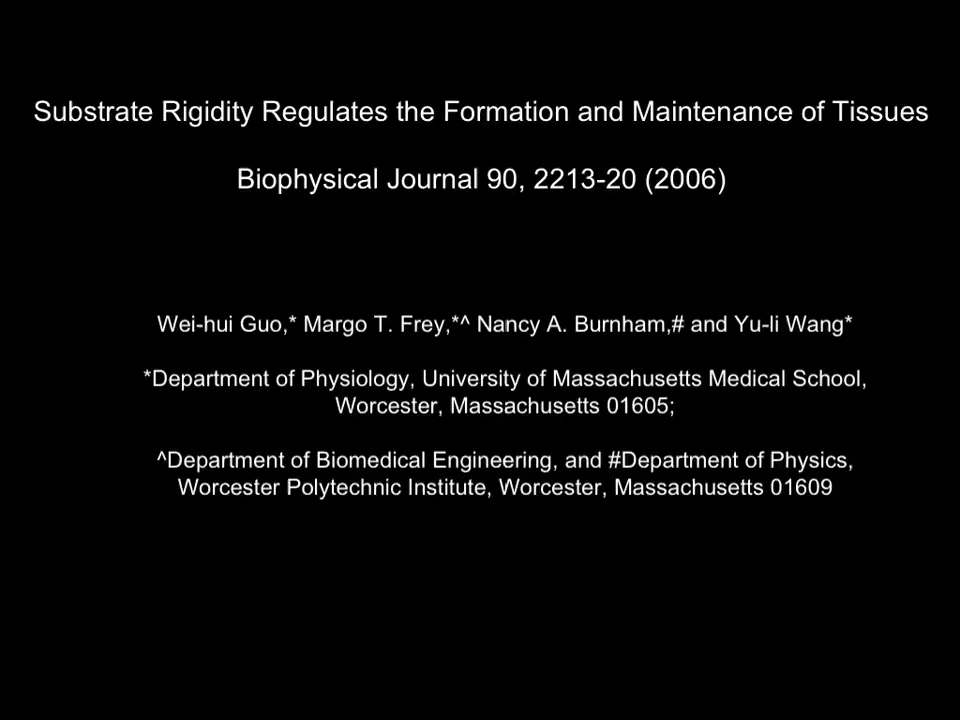 Substrate Rigidity Regulates the Formation and Maintenance of Tissues
Biophysical Journal 90, 2213-20 (2006)
Wei-hui Guo,* Margo T. Frey,*^ Nancy A. Burnham,# and Yu-li Wang*
*Department of Physiology, University of Massachusetts Medical School,
Worcester, Massachusetts 01605;
^Department of Biomedical Engineering, and #Department of Physics,
Worcester Polytechnic Institute, Worcester, Massachusetts 01609